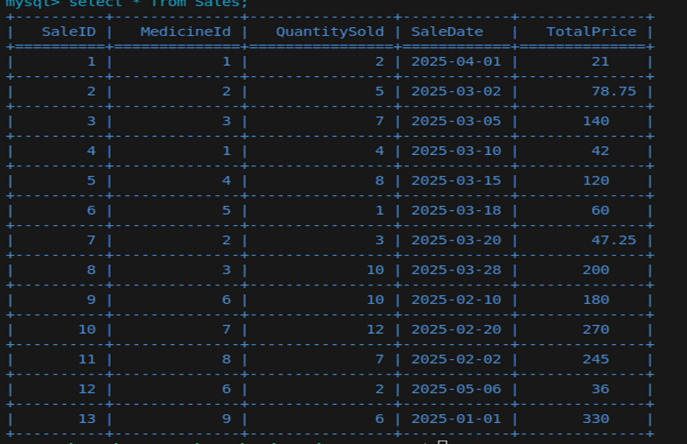 mysql> select * from Sales;
+----------+--------------+----------------+------------+--------------+
| SaleID | MedicineId | QuantitySold | SaleDate | TotalPrice |
+==========+==============+================+============+==============+
| 1 | 1 | 2 | 2025-04-01 | 21 |
| 2 | 2 | 5 | 2025-03-02 | 78.75 |
| 3 | 3 | 7 | 2025-03-05 | 140 |
| 4 | 1 | 4 | 2025-03-10 | 42 |
| 5 | 4 | 8 | 2025-03-15 | 120 |
| 6 | 5 | 1 | 2025-03-18 | 60 |
| 7 | 2 | 3 | 2025-03-20 | 47.25 |
| 8 | 3 | 10 | 2025-03-28 | 200 |
| 9 | 6 | 10 | 2025-02-10 | 180 |
| 10 | 7 | 12 | 2025-02-20 | 270 |
| 11 | 8 | 7 | 2025-02-02 | 245 |
| 12 | 6 | 2 | 2025-05-06 | 36 |
| 13 | 9 | 6 | 2025-01-01 | 330 |